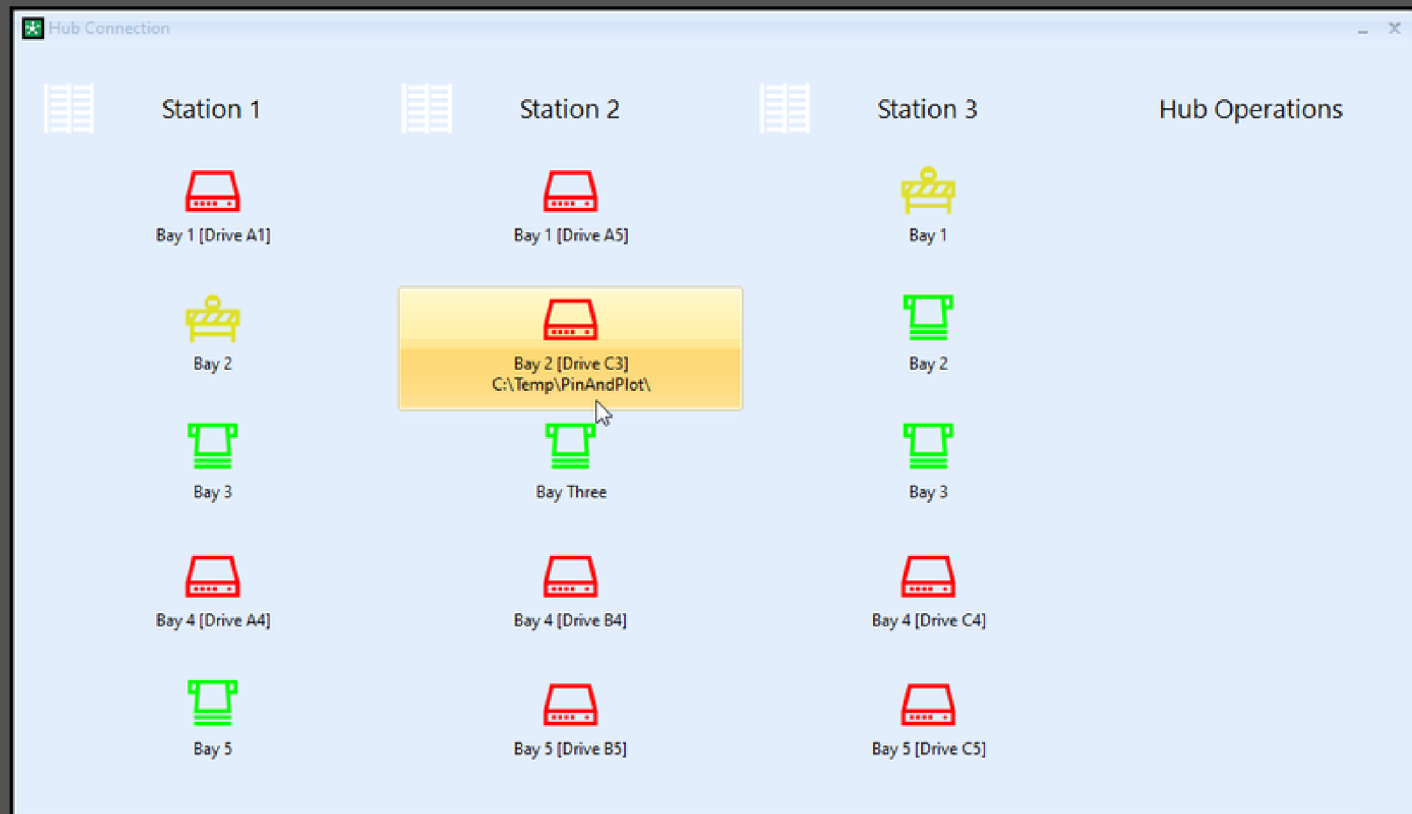 Hub Connection
Station 1
Station 2
Station 3
Hub Operations
Bay 1 [Drive A1]
Bay 1 [Drive A5]
Bay 1
Bay 2
Bay 2 [Drive C3]
C:\Temp\PinAndPlot\
Bay 2
Bay 3
Bay Three
Bay 3
Bay 4 [Drive A4]
Bay 4 [Drive B4]
Bay 4 [Drive C4]
Bay 5
Bay 5 [Drive B5]
Bay 5 [Drive C5]